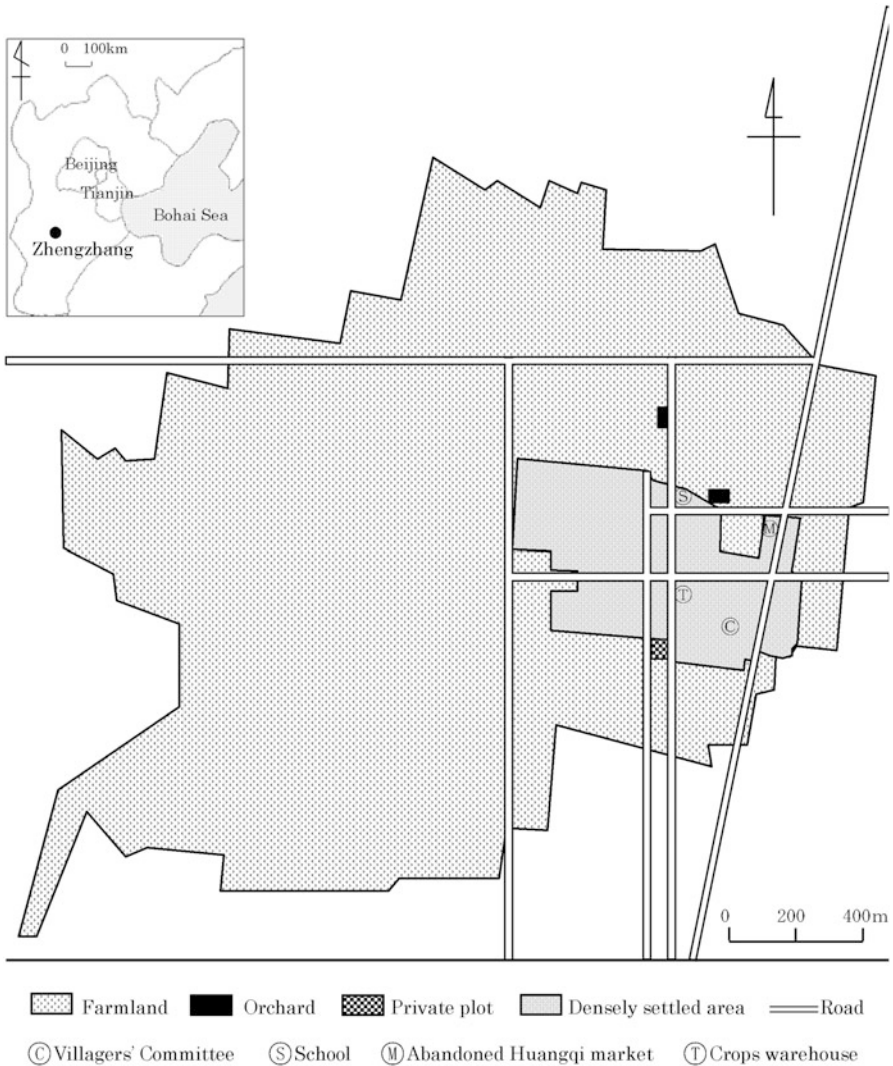 0 100km
Beijing
Tianjin
Bohai Sea
Zhengzhang
S
M
T
C
0 200 400m
Farmland Orchard Private plot Densely settled area Road
C Villagers' Committee S School M Abandoned Huangqi market T Crops warehouse